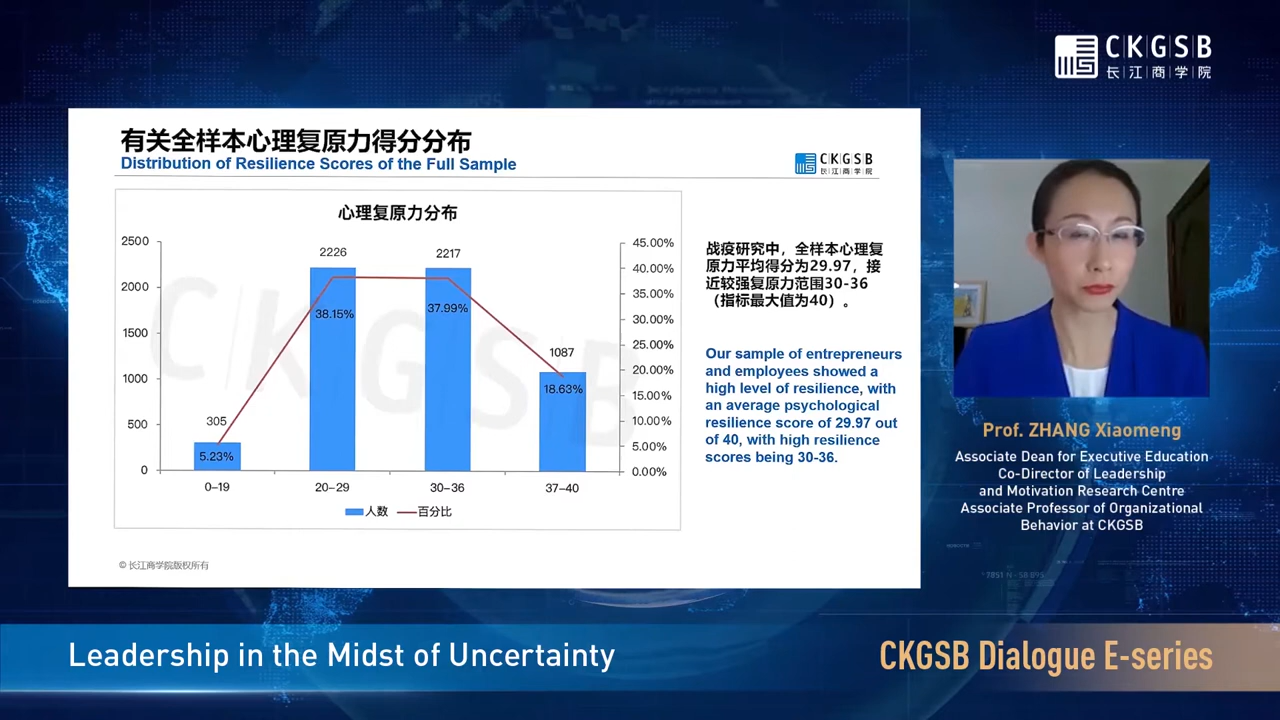 CKGSB
长江商学院
有关全样本心理复原力得分分布
Distribution of Resilience Scores of the Full Sample
CKGSB
长江商学院
心理复原力分布
2500
2000
1500
1000
500
0
45.00%
40.00%
35.00%
30.00%
25.00%
20.00%
15.00%
10.00%
5.00%
0.00%
305
5.23%
2226
38.15%
2217
37.99%
1087
18.63%
0–19
20–29
30–36
37–40
人数
百分比
CKGSB
战疫研究中，全样本心理复
原力平均得分为29.97，接
近较强复原力范围30-36
（指标最大值为40）。
Our sample of entrepreneurs
and employees showed a
high level of resilience, with
an average psychological
resilience score of 29.97 out
of 40, with high resilience
scores being 30-36.
© 长江商学院版权所有
Prof. ZHANG Xiaomeng
Associate Dean for Executive Education
Co-Director of Leadership
and Motivation Research Centre
Associate Professor of Organizational
Behavior at CKGSB
Leadership in the Midst of Uncertainty
CKGSB Dialogue E-series